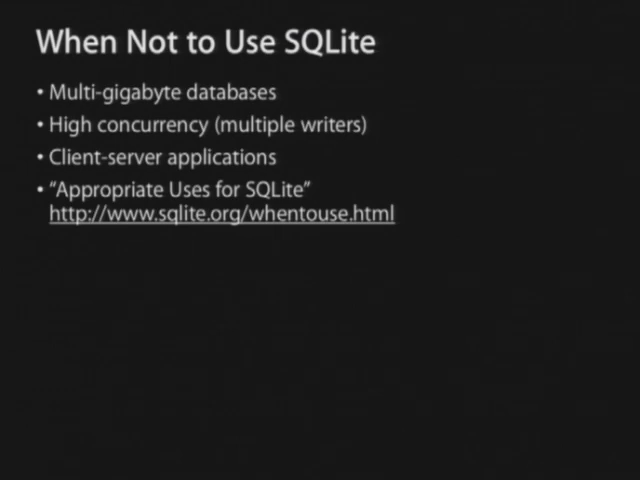 When Not to Use SQLite
• Multi-gigabyte databases
• High concurrency (multiple writers)
• Client-server applications
• “Appropriate Uses for SQLite”
http://www.sqlite.org/whentouse.html